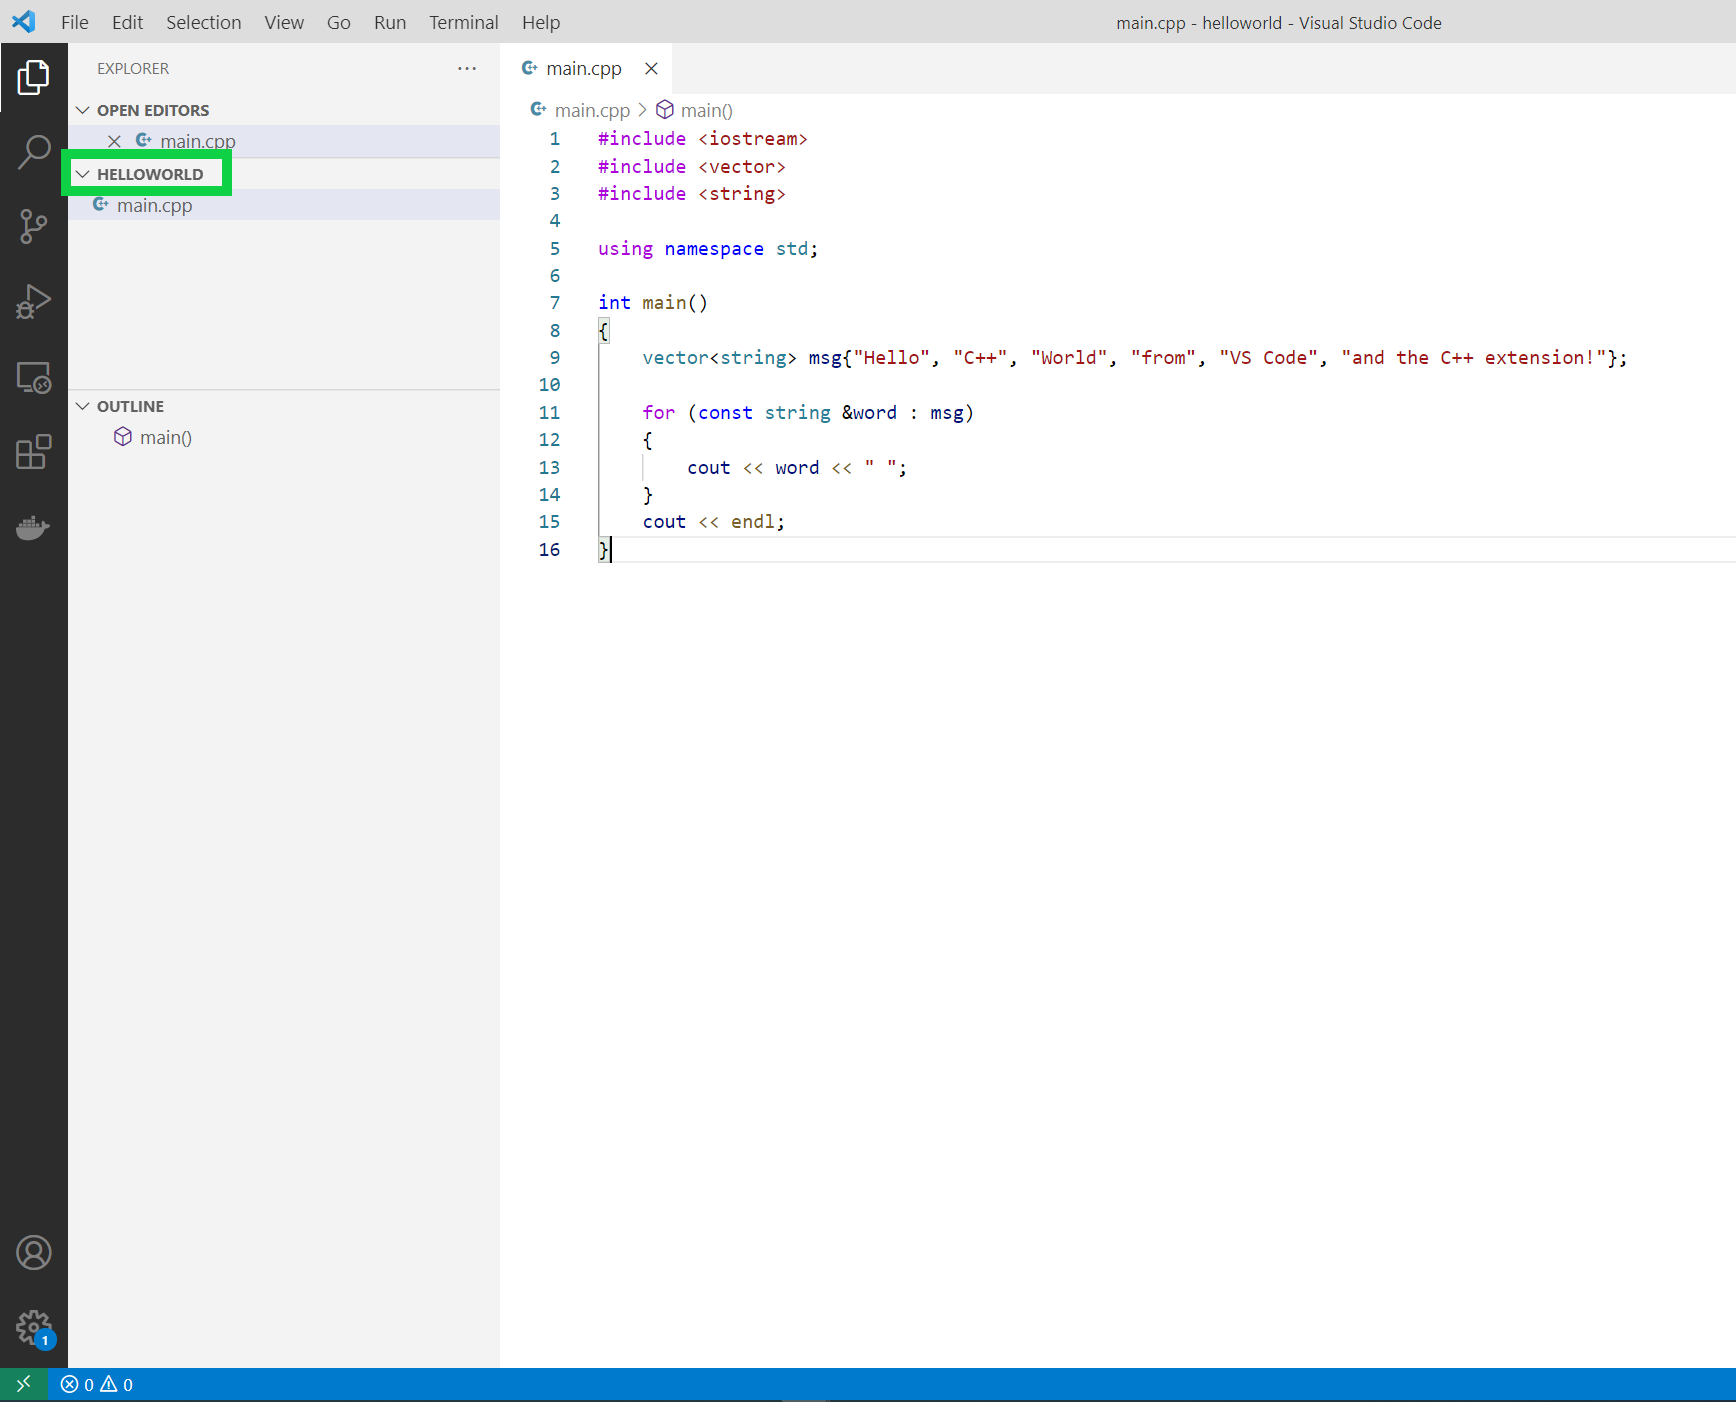 File Edit Selection View Go Run Terminal Help main.cpp - helloworld - Visual Studio Code
EXPLORER ···
OPEN EDITORS
main.cpp
HELLOWORLD
main.cpp
OUTLINE
main()
main.cpp
main.cpp > main()
1 #include <iostream>
2 #include <vector>
3 #include <string>
4
5 using namespace std;
6
7 int main()
8 {
9 vector<string> msg{"Hello", "C++", "World", "from", "VS Code", "and the C++ extension!"};
10
11 for (const string &word : msg)
12 {
13 cout << word << " ";
14 }
15 cout << endl;
16 }
1
0 0